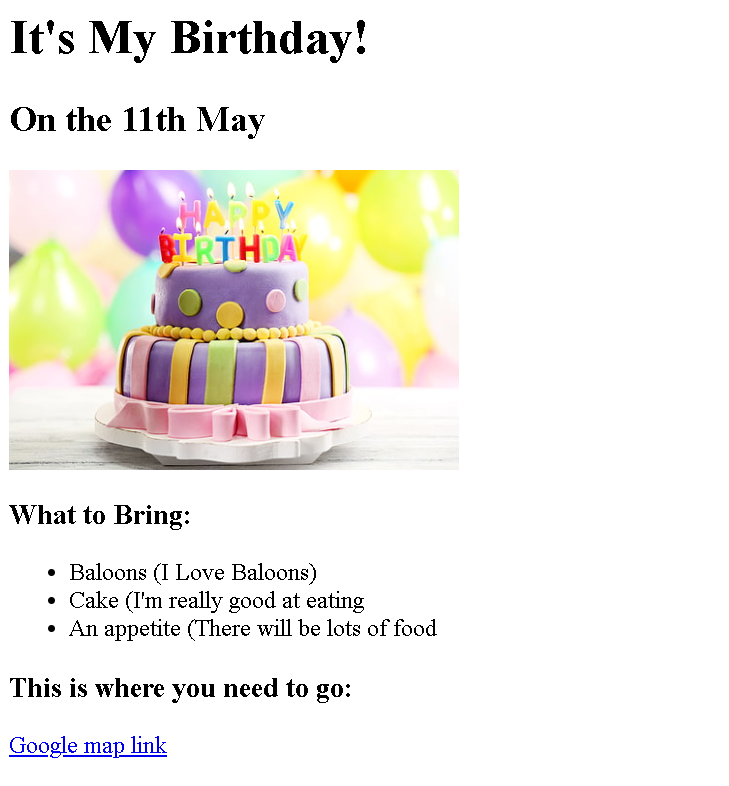 It's My Birthday!
On the 11th May
HAPPY
BIRTHDAY
What to Bring:
• Baloons (I Love Baloons)
• Cake (I'm really good at eating
• An appetite (There will be lots of food
This is where you need to go:
Google map link